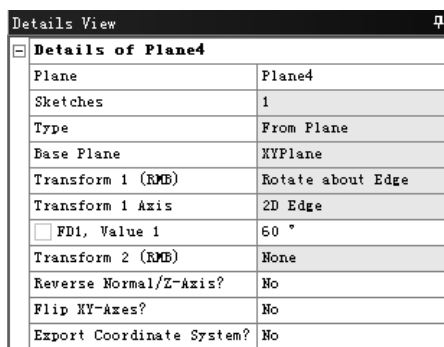 Details View
Details of Plane4
Plane Plane4
Sketches 1
Type From Plane
Base Plane XYPlane
Transform 1 (RMB) Rotate about Edge
Transform 1 Axis 2D Edge
FD1, Value 1 60 °
Transform 2 (RMB) None
Reverse Normal/Z-Axis? No
Flip XY-Axes? No
Export Coordinate System? No